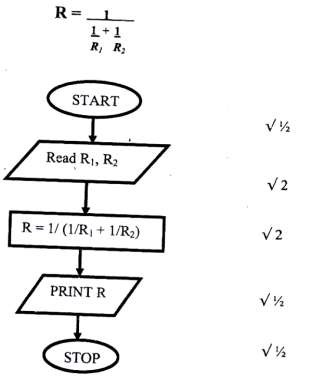 R = 1
1 + 1
R1 R2
START
√ ½
Read R1, R2
√ 2
R = 1/ (1/R1 + 1/R2)
√ 2
PRINT R
√ ½
STOP
√ ½